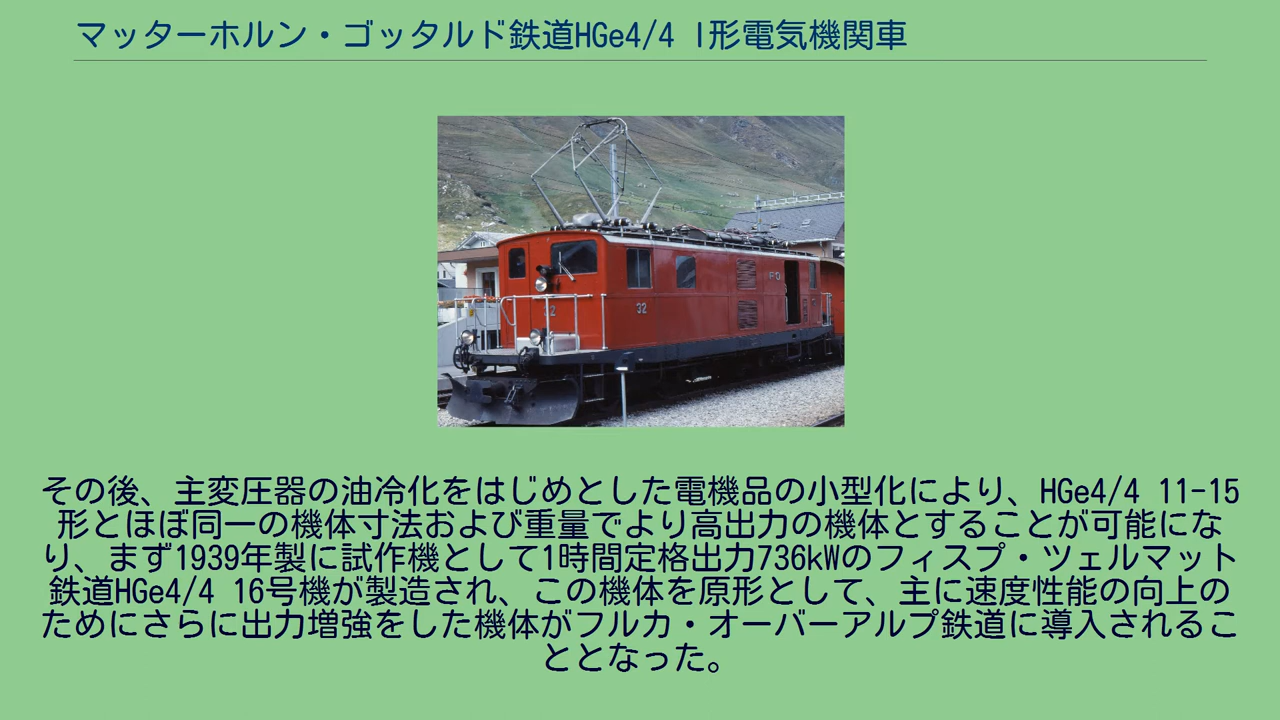 マッターホルン・ゴッタルド鉄道HGe4/4 I形電気機関車
32
その後、主変圧器の油冷化をはじめとした電機品の小型化により、HGe4/4 11-15
形とほぼ同一の機体寸法および重量でより高出力の機体とすることが可能にな
り、まず1939年製に試作機として1時間定格出力736kWのフィスプ・ツェルマット
鉄道HGe4/4 16号機が製造され、この機体を原形として、主に速度性能の向上の
ためにさらに出力増強をした機体がフルカ・オーバーアルプ鉄道に導入されるこ
ととなった。